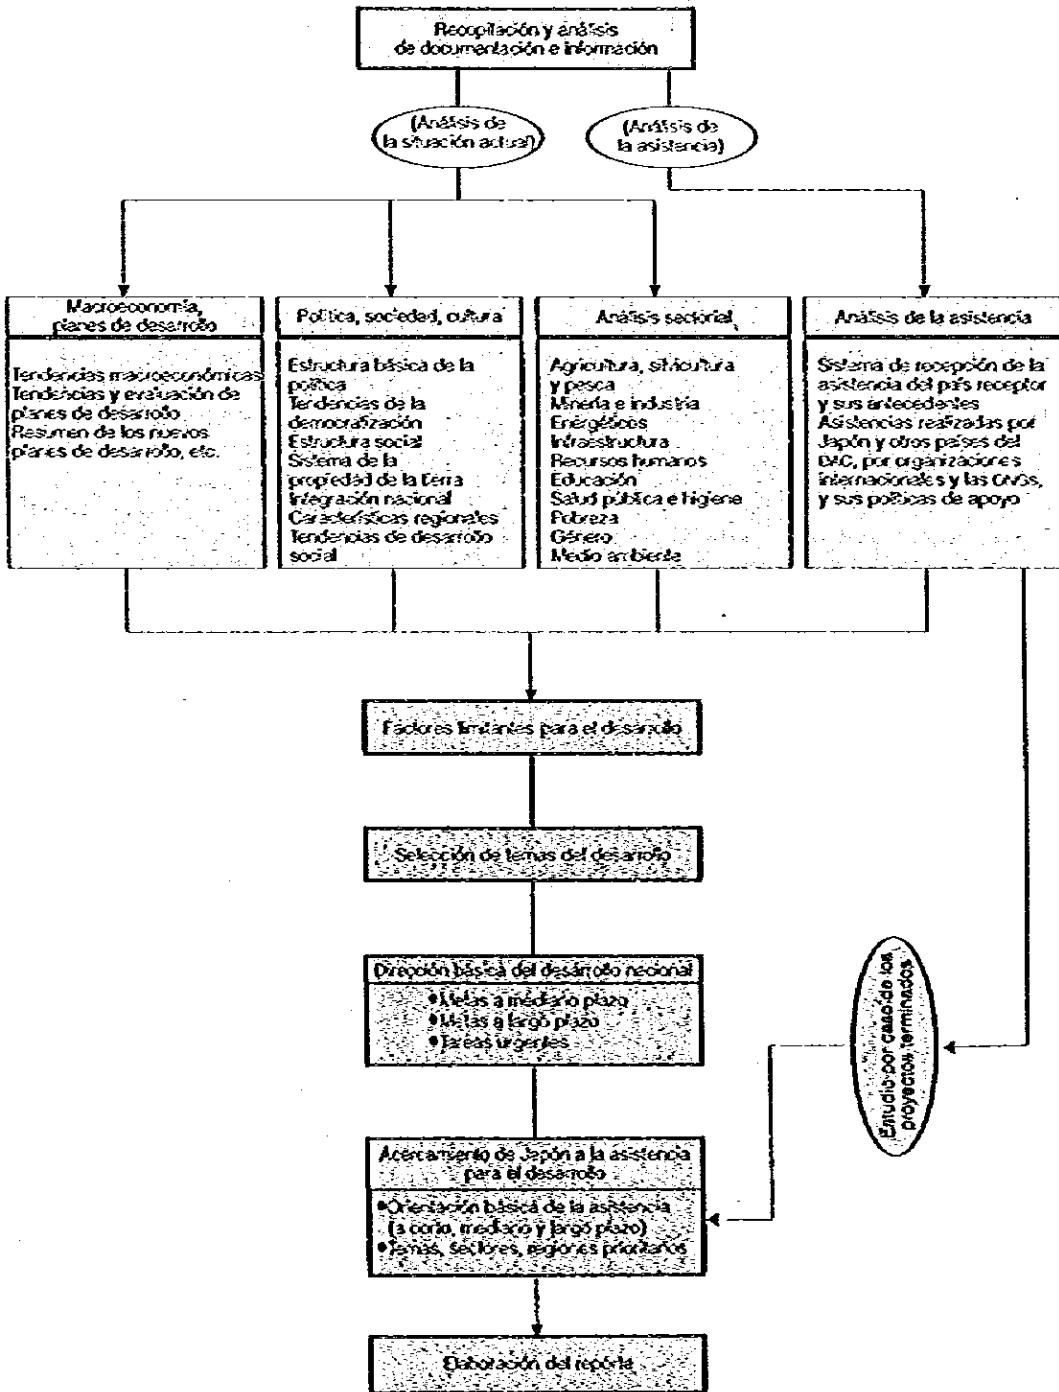 Recopilación y análisis
de documentación e información
(Análisis de
la situación actual)
(Análisis de
la asistencia)
Macroeconomía,
planes de desarrollo
Tendencias macroeconómicas
Tendencias y evaluación de
planes de desarrollo
Resumen de los nuevos
planes de desarrollo, etc.
Política, sociedad, cultura
Estructura básica de la
política
Tendencias de la
democratización
Estructura social
Sistema de la
propiedad de la tierra
Integración nacional
Características regionales
Tendencias de desarrollo
social
Análisis sectorial
Agricultura, silvicultura
y pesca
Minería e industria
Energéticos
Infraestructura
Recursos humanos
Educación
Salud pública e higiene
Pobreza
Género
Medio ambiente
Análisis de la asistencia
Sistema de recepción de la
asistencia del país receptor
y sus antecedentes
Asistencias realizadas por
Japón y otros países del
DAC, por organizaciones
internacionales y las ONGs,
y sus políticas de apoyo
Factores limitantes para el desarrollo
Selección de temas del desarrollo
Dirección básica del desarrollo nacional
•Metas a mediano plazo
•Metas a largo plazo
•Tareas urgentes
Estudio por caso de los
proyectos terminados
Acercamiento de Japón a la asistencia
para el desarrollo
•Orientación básica de la asistencia
(a corto, mediano y largo plazo)
•Temas, sectores, regiones prioritarios
Elaboración del reporte